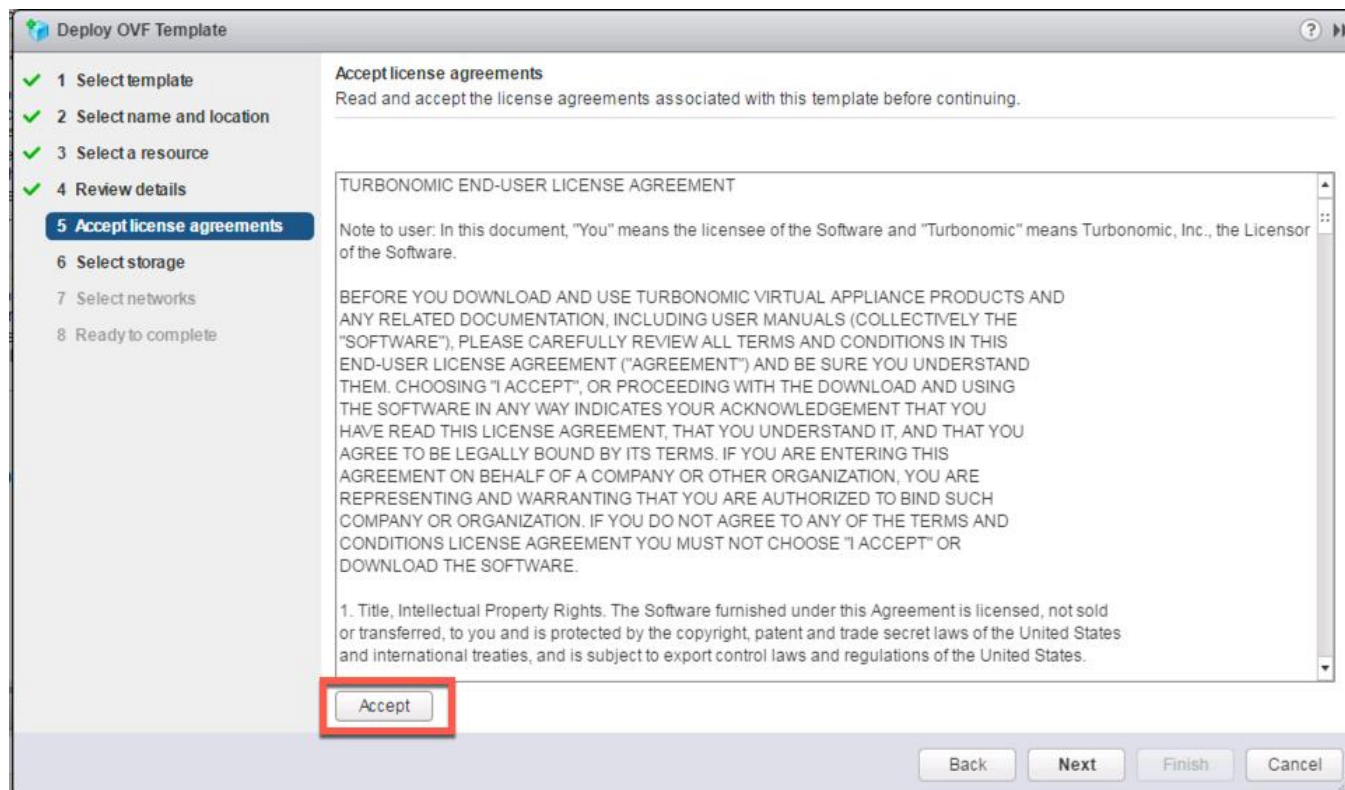 Deploy OVF Template
?
1 Select template
2 Select name and location
3 Select a resource
4 Review details
5 Accept license agreements
6 Select storage
7 Select networks
8 Ready to complete
Accept license agreements
Read and accept the license agreements associated with this template before continuing.
TURBONOMIC END-USER LICENSE AGREEMENT
Note to user: In this document, "You" means the licensee of the Software and "Turbonomic" means Turbonomic, Inc., the Licensor
of the Software.
BEFORE YOU DOWNLOAD AND USE TURBONOMIC VIRTUAL APPLIANCE PRODUCTS AND
ANY RELATED DOCUMENTATION, INCLUDING USER MANUALS (COLLECTIVELY THE
"SOFTWARE"), PLEASE CAREFULLY REVIEW ALL TERMS AND CONDITIONS IN THIS
END-USER LICENSE AGREEMENT ("AGREEMENT") AND BE SURE YOU UNDERSTAND
THEM. CHOOSING "I ACCEPT", OR PROCEEDING WITH THE DOWNLOAD AND USING
THE SOFTWARE IN ANY WAY INDICATES YOUR ACKNOWLEDGEMENT THAT YOU
HAVE READ THIS LICENSE AGREEMENT, THAT YOU UNDERSTAND IT, AND THAT YOU
AGREE TO BE LEGALLY BOUND BY ITS TERMS. IF YOU ARE ENTERING THIS
AGREEMENT ON BEHALF OF A COMPANY OR OTHER ORGANIZATION, YOU ARE
REPRESENTING AND WARRANTING THAT YOU ARE AUTHORIZED TO BIND SUCH
COMPANY OR ORGANIZATION. IF YOU DO NOT AGREE TO ANY OF THE TERMS AND
CONDITIONS LICENSE AGREEMENT YOU MUST NOT CHOOSE "I ACCEPT" OR
DOWNLOAD THE SOFTWARE.
1. Title, Intellectual Property Rights. The Software furnished under this Agreement is licensed, not sold
or transferred, to you and is protected by the copyright, patent and trade secret laws of the United States
and international treaties, and is subject to export control laws and regulations of the United States.
Accept
Back
Next
Finish
Cancel